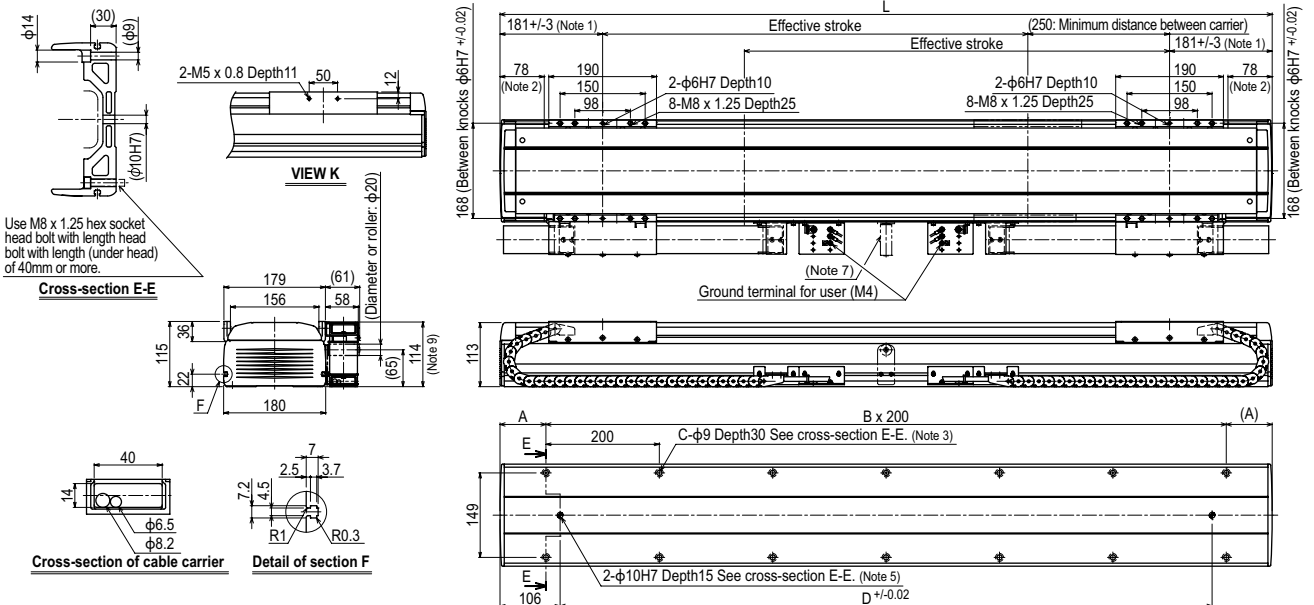 φ14
(30)
(φ9)
(φ10H7)
2-M5 x 0.8 Depth11
50
12
VIEW K
Use M8 x 1.25 hex socket
head bolt with length head
bolt with length (under head)
of 40mm or more.
Cross-section E-E
L
181+/-3 (Note 1)
Effective stroke
(250: Minimum distance between carrier)
Effective stroke
181+/-3 (Note 1)
78
(Note 2)
190
150
98
2-φ6H7 Depth10
8-M8 x 1.25 Depth25
2-φ6H7 Depth10
8-M8 x 1.25 Depth25
190
150
98
78
(Note 2)
168 (Between knocks φ6H7 +/-0.02)
168 (Between knocks φ6H7 +/-0.02)
(Note 7)
Ground terminal for user (M4)
179
(61)
156
58
(Diameter or roller: φ20)
115
36
22
F
180
(65)
114
(Note 9)
113
A
B x 200
(A)
E
200
C-φ9 Depth30 See cross-section E-E. (Note 3)
149
E
2-φ10H7 Depth15 See cross-section E-E. (Note 5)
106
D +/-0.02
40
14
φ6.5
φ8.2
Cross-section of cable carrier
7
2.5
3.7
7.2
4.5
R1
R0.3
Detail of section F